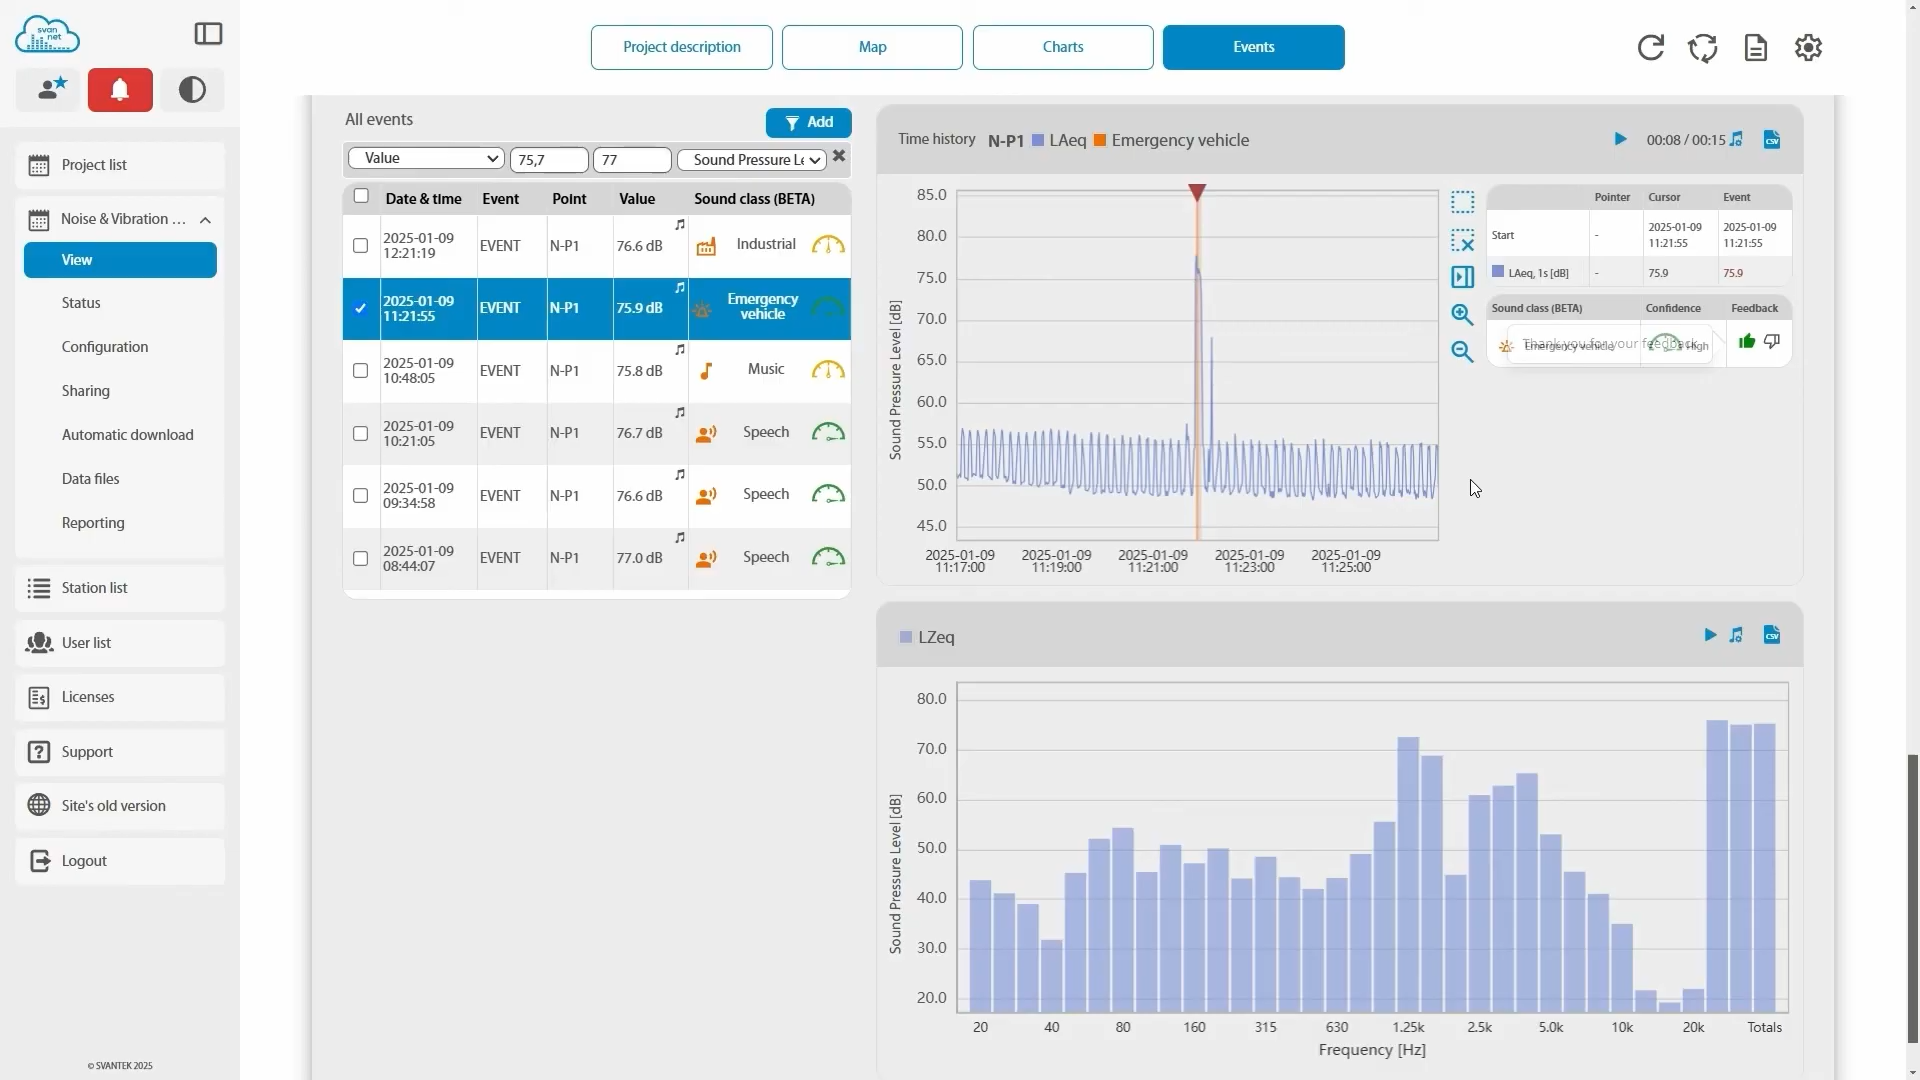 svan
net
Project description
Map
Charts
Events
Project list
Noise & Vibration ...
View
Status
Configuration
Sharing
Automatic download
Data files
Reporting
Station list
User list
Licenses
Support
Site's old version
Logout
© SVANTEK 2025
All events
Add
Value
75,7
77
Sound Pressure Le
Date & time Event Point Value Sound class (BETA)
2025-01-09
12:21:19
EVENT N-P1 76.6 dB Industrial
2025-01-09
11:21:55
EVENT N-P1 75.9 dB
Emergency
vehicle
2025-01-09
10:48:05
EVENT N-P1 75.8 dB Music
2025-01-09
10:21:05
EVENT N-P1 76.7 dB Speech
2025-01-09
09:34:58
EVENT N-P1 76.6 dB Speech
2025-01-09
08:44:07
EVENT N-P1 77.0 dB Speech
Time history N-P1 LAeq Emergency vehicle
00:08 / 00:15
CSV
Sound Pressure Level [dB]
85.0
80.0
75.0
70.0
65.0
60.0
55.0
50.0
45.0
2025-01-09
11:17:00
2025-01-09
11:19:00
2025-01-09
11:21:00
2025-01-09
11:23:00
2025-01-09
11:25:00
Pointer Cursor Event
Start - 2025-01-09
11:21:55
2025-01-09
11:21:55
LAeq, 1s [dB] - 75.9 75.9
Sound class (BETA) Confidence Feedback
Emergency vehicle High
Thank you for your feedback
LZeq
CSV
Sound Pressure Level [dB]
80.0
70.0
60.0
50.0
40.0
30.0
20.0
20 40 80 160 315 630 1.25k 2.5k 5.0k 10k 20k Totals
Frequency [Hz]